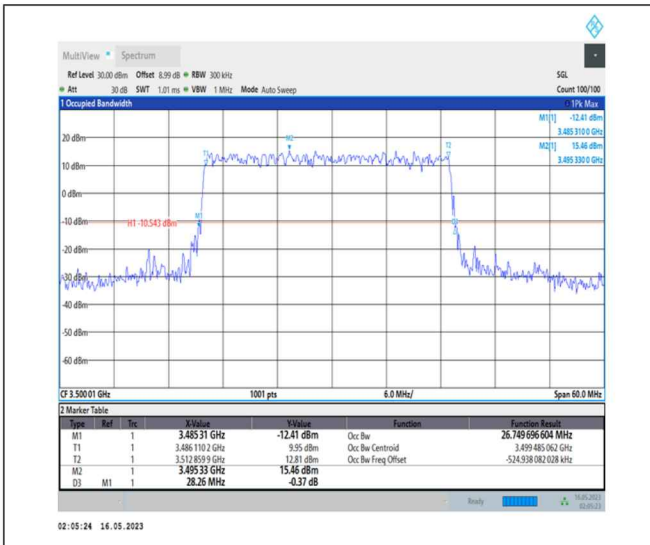 MultiView Spectrum
Ref Level 30.00 dBm Offset 8.99 dB RBW 300 kHz SGL
Att 30 dB SWT 1.01 ms VBW 1 MHz Mode Auto Sweep Count 100/100
1 Occupied Bandwidth 1Pk Max
M1[1] -12.41 dBm
3.485 310 0 GHz
M2[1] 15.46 dBm
3.495 330 0 GHz
20 dBm
M2
T1
T2
10 dBm
0 dBm
M1
-10 dBm
H1 -10.543 dBm
-20 dBm
-30 dBm
-40 dBm
-50 dBm
-60 dBm
CF 3.500 01 GHz 1001 pts 6.0 MHz/ Span 60.0 MHz
2 Marker Table
Type Ref Trc X-Value Y-Value Function Function Result
M1 1 3.485 31 GHz -12.41 dBm Occ Bw 26.749 696 604 MHz
T1 1 3.486 110 2 GHz 9.95 dBm Occ Bw Centroid 3.499 485 062 GHz
T2 1 3.512 859 9 GHz 12.81 dBm Occ Bw Freq Offset -524.938 082 028 kHz
M2 1 3.495 33 GHz 15.46 dBm
D3 M1 1 28.26 MHz -0.37 dB
Ready 16.05.2023
02:05:23
02:05:24 16.05.2023